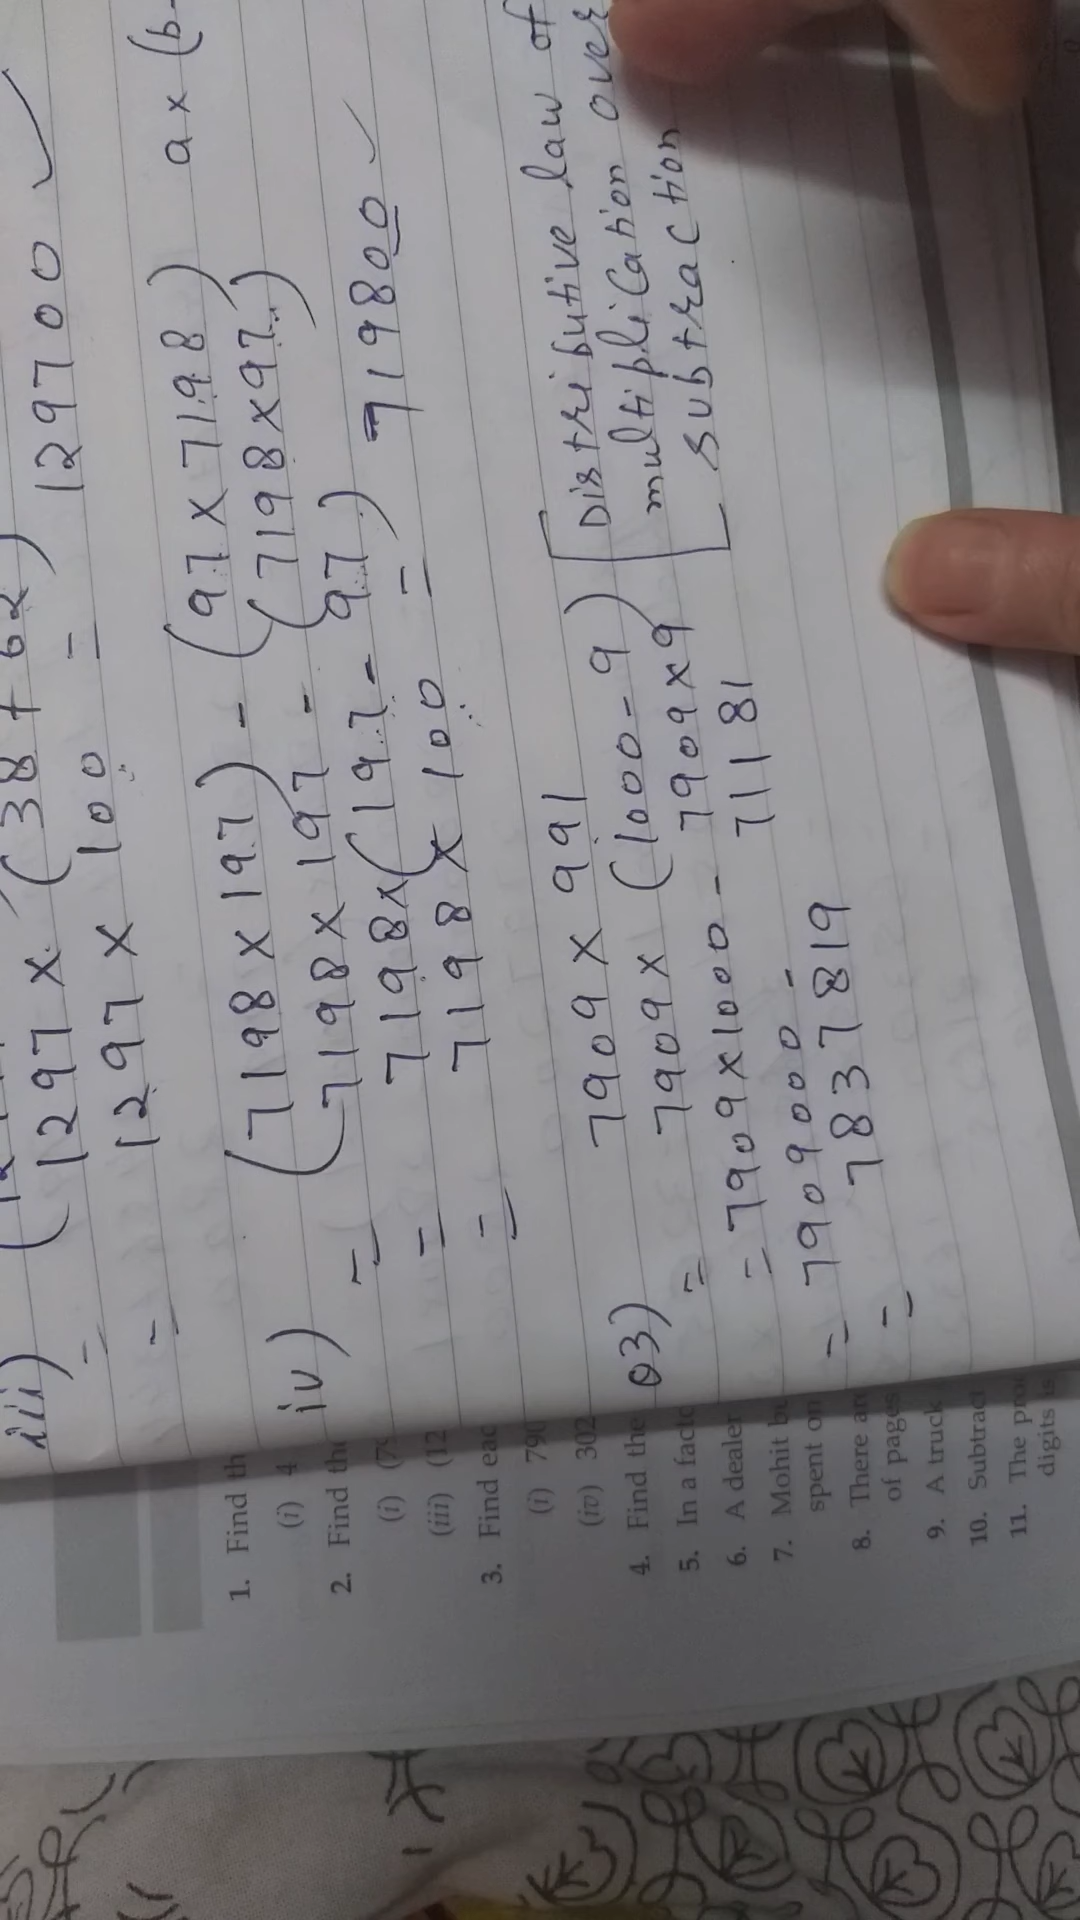 iii)
(1297 x (38 + 62)
= 1297 x 100 = 129700
=
iv) (7198 x 197) - (97 x 7198) a x (b-
= (7198 x 197 - (7198 x 97)
= 7198 x (197 - 97)
= 7198 x 100 = 719800
Q3) 7909 x 991
= 7909 x (1000 - 9) [Distributive law of
= 7909 x 1000 - 7909 x 9 multiplication over
= 7909000 - 71181 subtraction
= 7837819
1. Find th
(i) 4
2. Find the
(i) (7
(iii) (12
3. Find eac
(i) 790
(iv) 302
4. Find the
5. In a facto
6. A dealer
7. Mohit bu
spent on
8. There are
of pages
9. A truck
10. Subtract
11. The pro
digits is